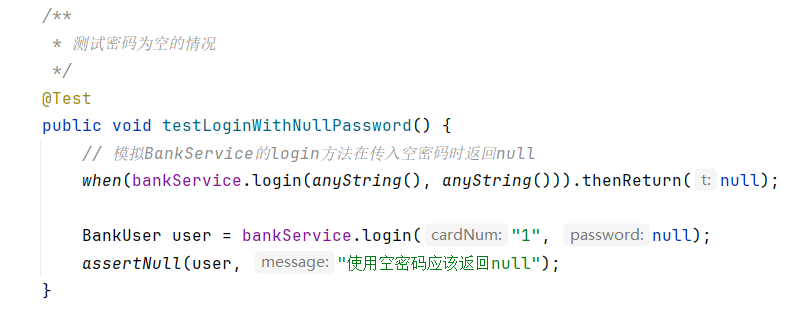 /**
 * 测试密码为空的情况
 */
@Test
public void testLoginWithNullPassword() {
    // 模拟BankService的login方法在传入空密码时返回null
    when(bankService.login(anyString(), anyString())).thenReturn( t: null);
    BankUser user = bankService.login( cardNum: "1", password: null);
    assertNull(user, message: "使用空密码应该返回null");
}